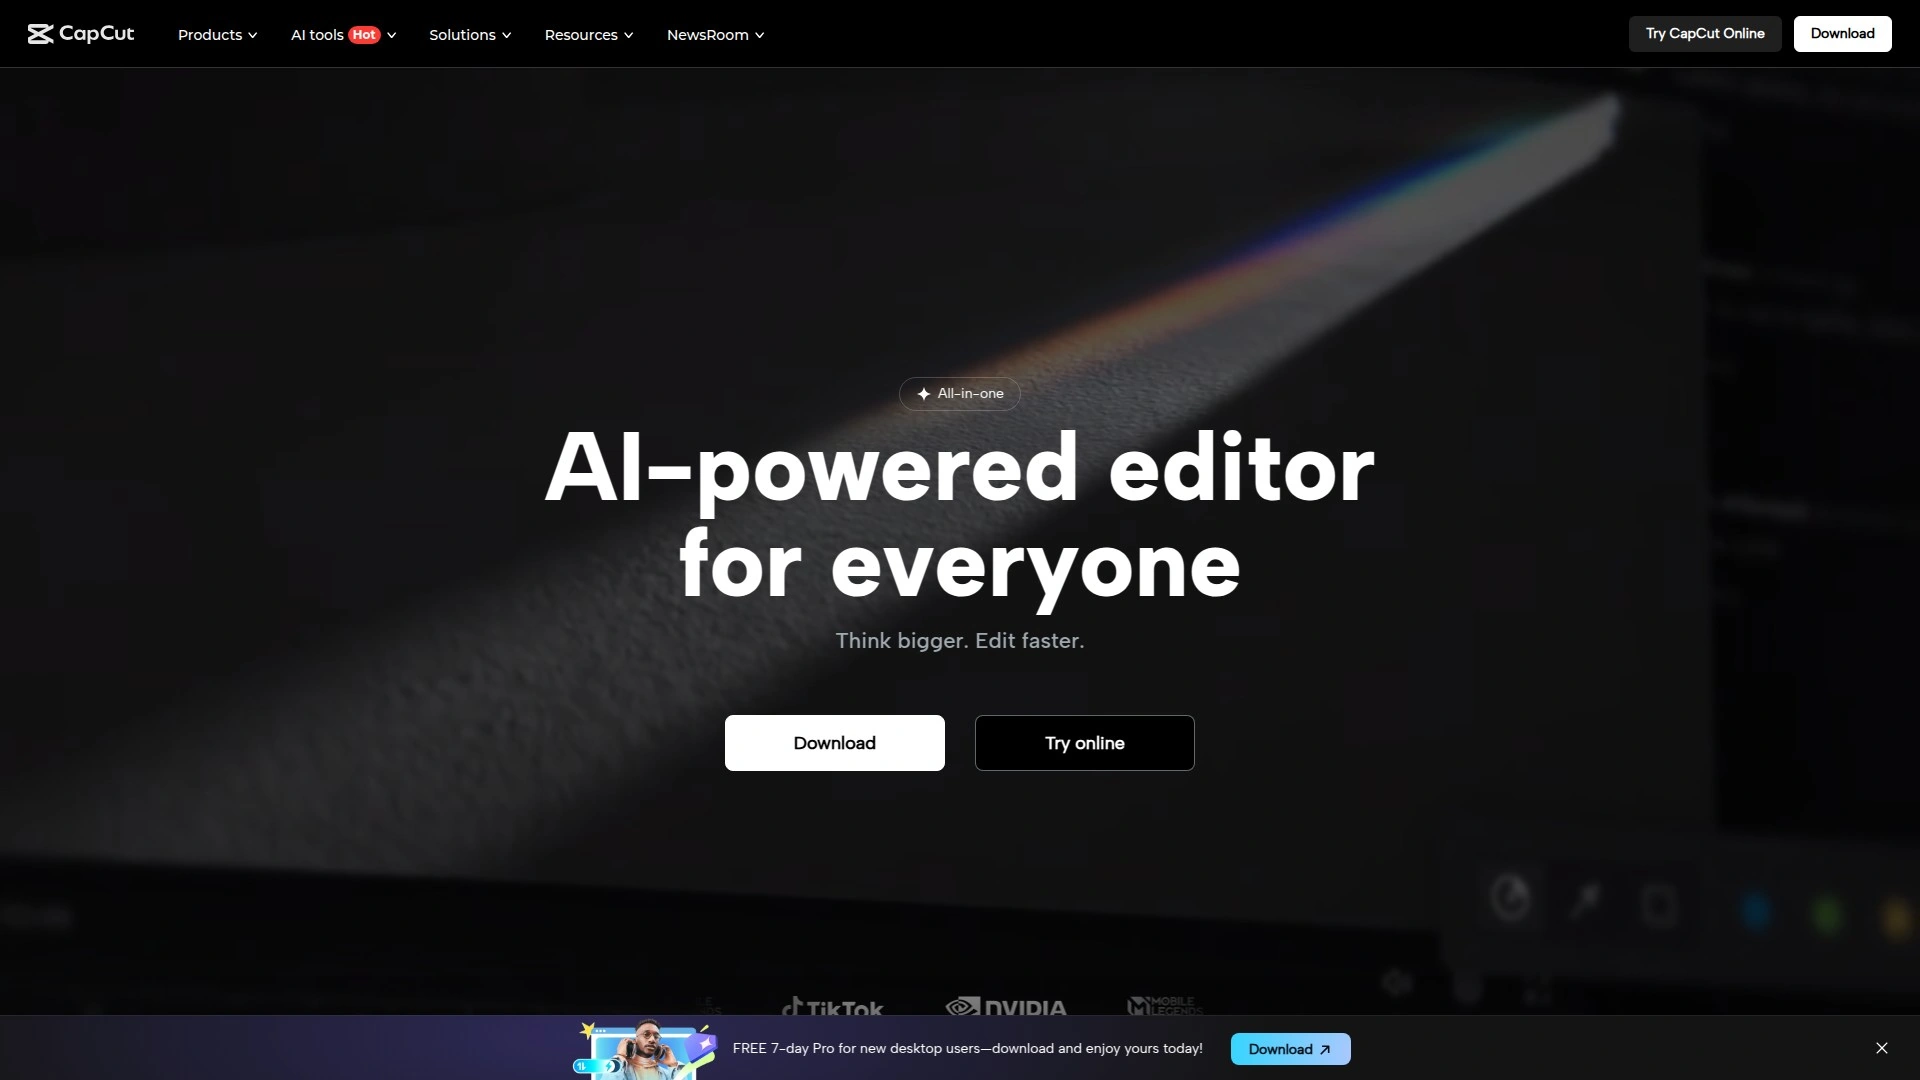 CapCut
Products
AI tools Hot
Solutions
Resources
NewsRoom
Try CapCut Online
Download
All-in-one
AI-powered editor
for everyone
Think bigger. Edit faster.
Download
Try online
TikTok
NVIDIA
MOBILE
LEGENDS
FREE 7-day Pro for new desktop users—download and enjoy yours today!
Download